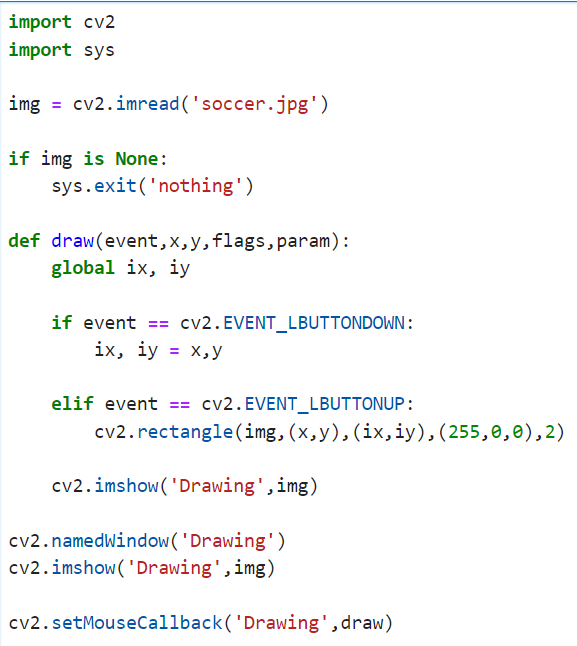 import cv2
import sys
img = cv2.imread('soccer.jpg')
if img is None:
    sys.exit('nothing')
def draw(event,x,y,flags,param):
    global ix, iy
    if event == cv2.EVENT_LBUTTONDOWN:
        ix, iy = x,y
    elif event == cv2.EVENT_LBUTTONUP:
        cv2.rectangle(img,(x,y),(ix,iy),(255,0,0),2)
    cv2.imshow('Drawing',img)
cv2.namedWindow('Drawing')
cv2.imshow('Drawing',img)
cv2.setMouseCallback('Drawing',draw)